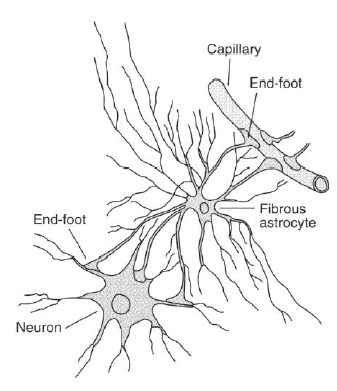 Capillary
End-foot
Fibrous
astrocyte
End-foot
Neuron